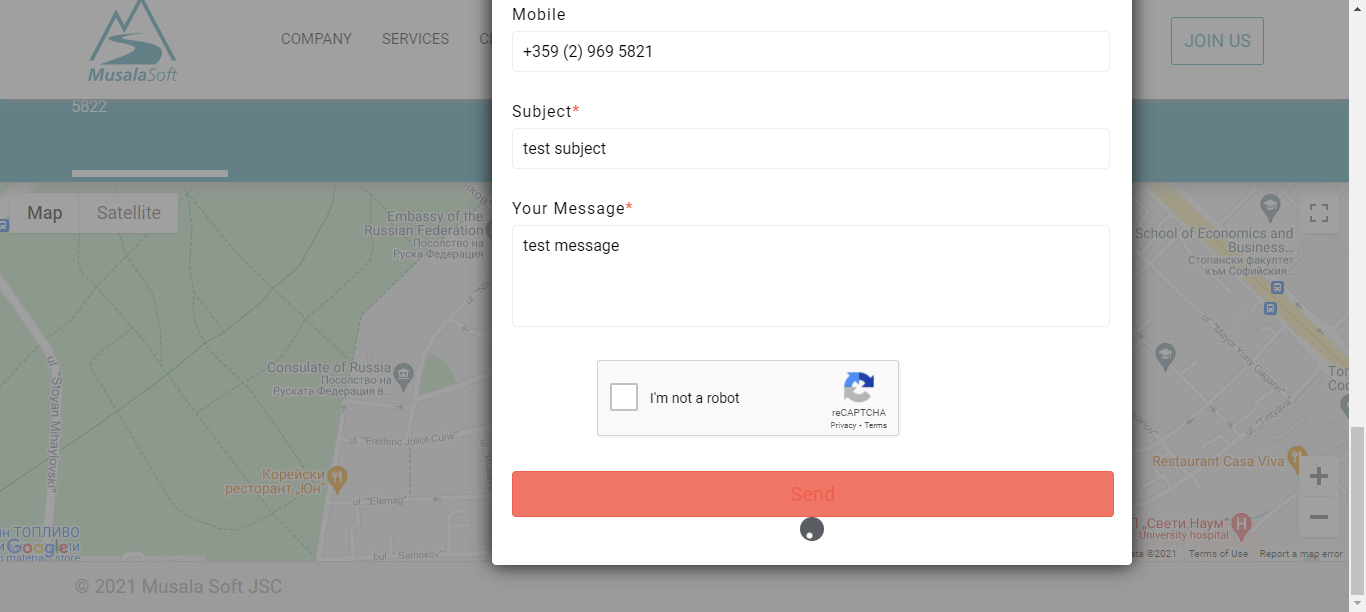 MusalaSoft
COMPANY
SERVICES
JOIN US
5822
Mobile
+359 (2) 969 5821
Subject*
test subject
Your Message*
test message
I'm not a robot
reCAPTCHA
Privacy - Terms
Send
Map
Satellite
Embassy of the
Russian Federation
Посолство на
Руска Федерация
Consulate of Russia
Посолство на
Руската Федерация в...
ul. "Stoyan Mihaylovski"
ul. "Frederic Joliot-Curie"
Корейски
ресторант „Юн"
ul. "Elemag"
bul. " Samokov"
ТОПЛИВО
Google
School of Economics and
Business...
Стопански факултет
към Софийския...
ul. "Mayor Yuriy Gagarin"
ul. "Tintyava"
Restaurant Casa Viva
„Свети Наум"
University hospital
©2021
Terms of Use
Report a map error
© 2021 Musala Soft JSC